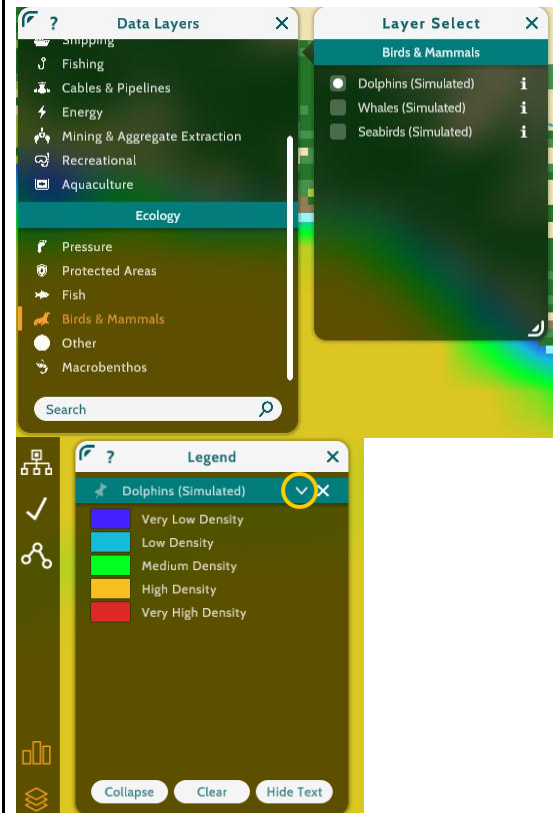 ? Data Layers
Shipping
Fishing
Cables & Pipelines
Energy
Mining & Aggregate Extraction
Recreational
Aquaculture
Ecology
Pressure
Protected Areas
Fish
Birds & Mammals
Other
Macrobenthos
Search
Layer Select
Birds & Mammals
Dolphins (Simulated)
Whales (Simulated)
Seabirds (Simulated)
? Legend
Dolphins (Simulated)
Very Low Density
Low Density
Medium Density
High Density
Very High Density
Collapse Clear Hide Text